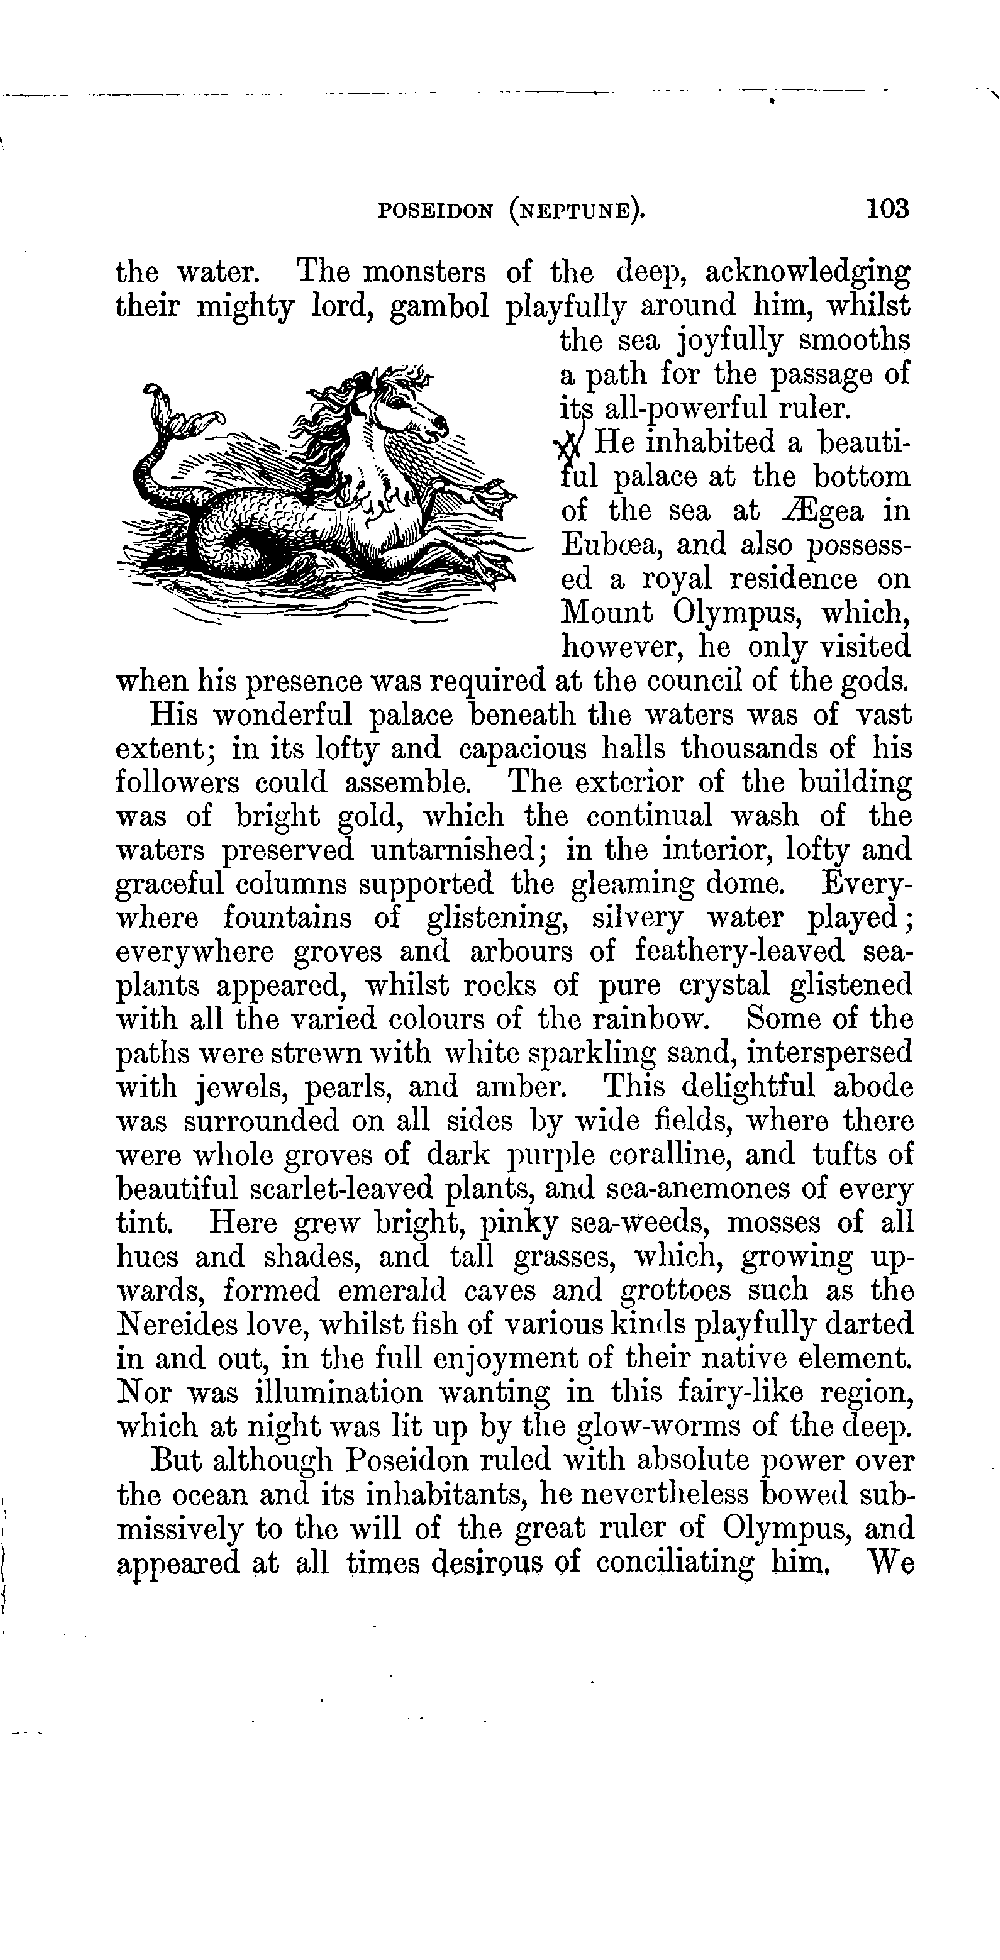 POSEIDON (NEPTUNE). 103
the water. The monsters of the deep, acknowledging
their mighty lord, gambol playfully around him, whilst
the sea joyfully smooths
a path for the passage of
its all-powerful ruler.
He inhabited a beauti-
ful palace at the bottom
of the sea at Ægea in
Eubœa, and also possess-
ed a royal residence on
Mount Olympus, which,
however, he only visited
when his presence was required at the council of the gods.
His wonderful palace beneath the waters was of vast
extent; in its lofty and capacious halls thousands of his
followers could assemble. The exterior of the building
was of bright gold, which the continual wash of the
waters preserved untarnished; in the interior, lofty and
graceful columns supported the gleaming dome. Every-
where fountains of glistening, silvery water played;
everywhere groves and arbours of feathery-leaved sea-
plants appeared, whilst rocks of pure crystal glistened
with all the varied colours of the rainbow. Some of the
paths were strewn with white sparkling sand, interspersed
with jewels, pearls, and amber. This delightful abode
was surrounded on all sides by wide fields, where there
were whole groves of dark purple coralline, and tufts of
beautiful scarlet-leaved plants, and sea-anemones of every
tint. Here grew bright, pinky sea-weeds, mosses of all
hues and shades, and tall grasses, which, growing up-
wards, formed emerald caves and grottoes such as the
Nereides love, whilst fish of various kinds playfully darted
in and out, in the full enjoyment of their native element.
Nor was illumination wanting in this fairy-like region,
which at night was lit up by the glow-worms of the deep.
But although Poseidon ruled with absolute power over
the ocean and its inhabitants, he nevertheless bowed sub-
missively to the will of the great ruler of Olympus, and
appeared at all times desirous of conciliating him. We